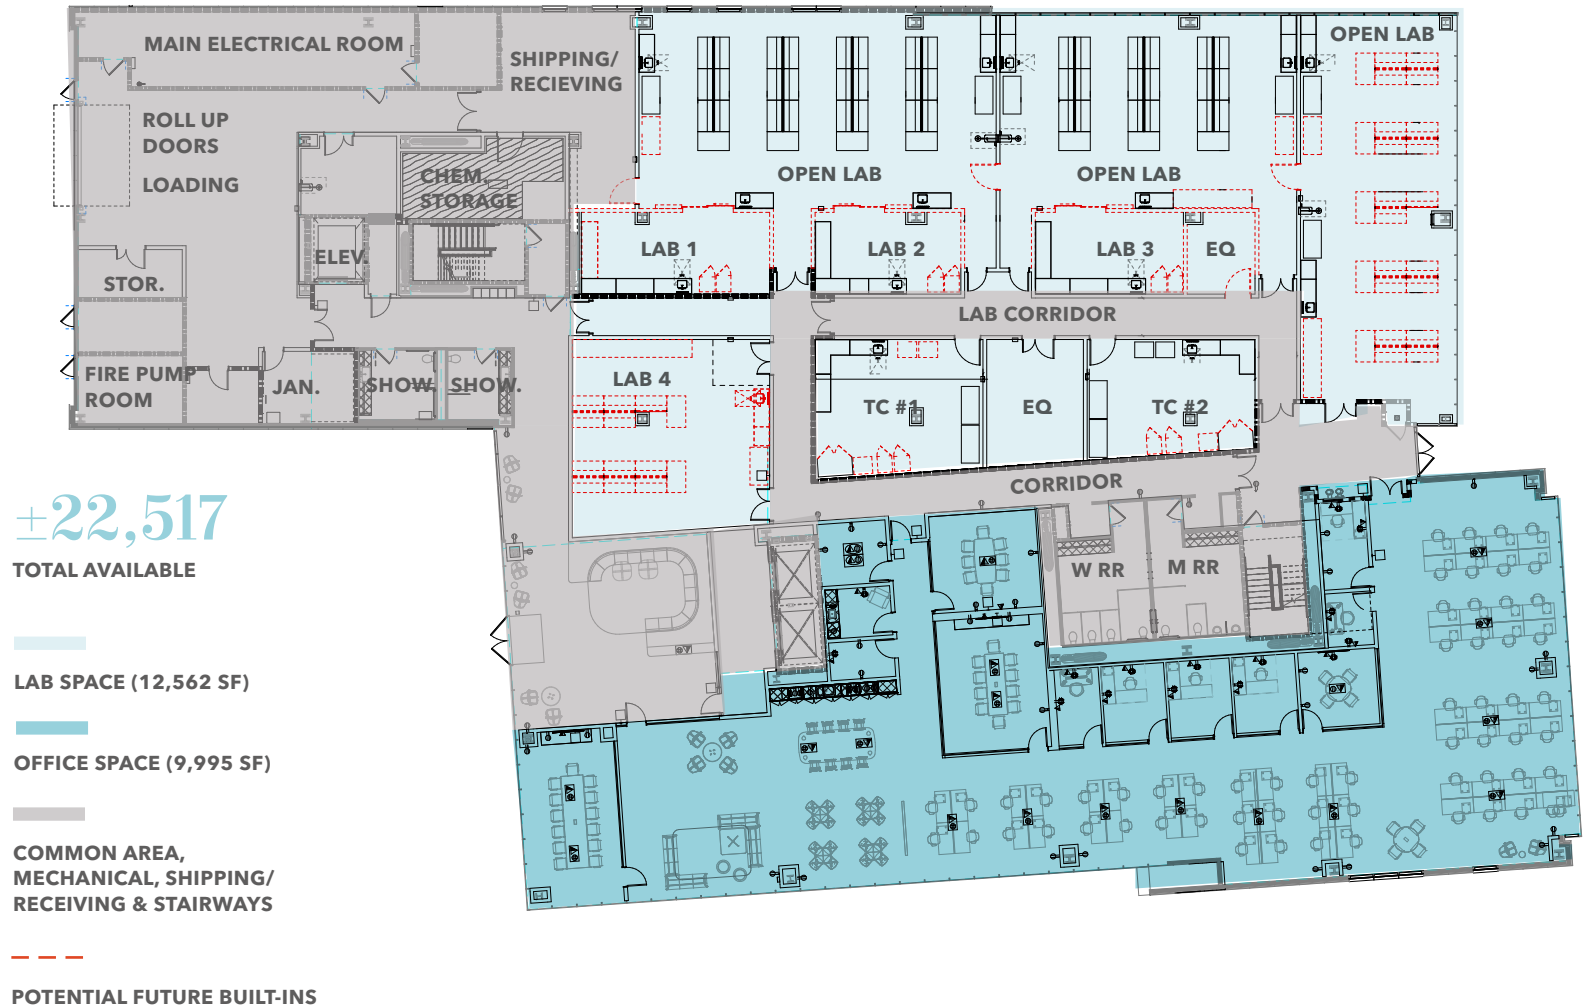 MAIN ELECTRICAL ROOM
SHIPPING/
RECIEVING
OPEN LAB
ROLL UP
DOORS
LOADING
CHEM.
STORAGE
OPEN LAB
OPEN LAB
OPEN LAB
ELEV.
LAB 1
LAB 2
LAB 3
EQ
STOR.
LAB CORRIDOR
FIRE PUMP
ROOM
JAN.
SHOW.
SHOW.
LAB 4
TC #1
EQ
TC #2
CORRIDOR
W RR
M RR
±22,517
TOTAL AVAILABLE
LAB SPACE (12,562 SF)
OFFICE SPACE (9,995 SF)
COMMON AREA,
MECHANICAL, SHIPPING/
RECEIVING & STAIRWAYS
POTENTIAL FUTURE BUILT-INS